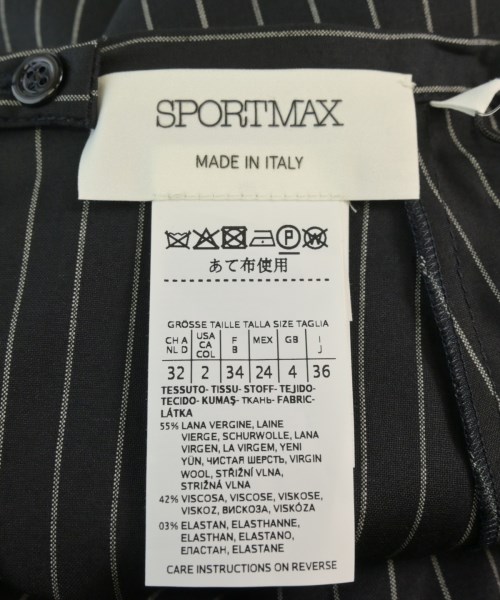 SPORTMAX
MADE IN ITALY
P W
あて布使用
GRÖSSE TAILLE TALLA SIZE TAGLIA
CH A NL D USA CA COL F B MEX GB I J
32 2 34 24 4 36
TESSUTO- TISSU- STOFF- TEJIDO-
TECIDO- KUMAŞ- ТКАНЬ- FABRIC-
LÁTKA
55% LANA VERGINE, LAINE
VIERGE, SCHURWOLLE, LANA
VIRGEN, LA VIRGEM, YENI
YÜN, ЧИСТАЯ ШЕРСТЬ, VIRGIN
WOOL, STŘIŽNÍ VLNA,
STRIŽNÁ VLNA
42% VISCOSA, VISCOSE, VISKOSE,
VISKOZ, ВИСКОЗА, VISKÓZA
03% ELASTAN, ELASTHANNE,
ELASTHAN, ELASTANO,
ЕЛАСТАН, ELASTANE
CARE INSTRUCTIONS ON REVERSE